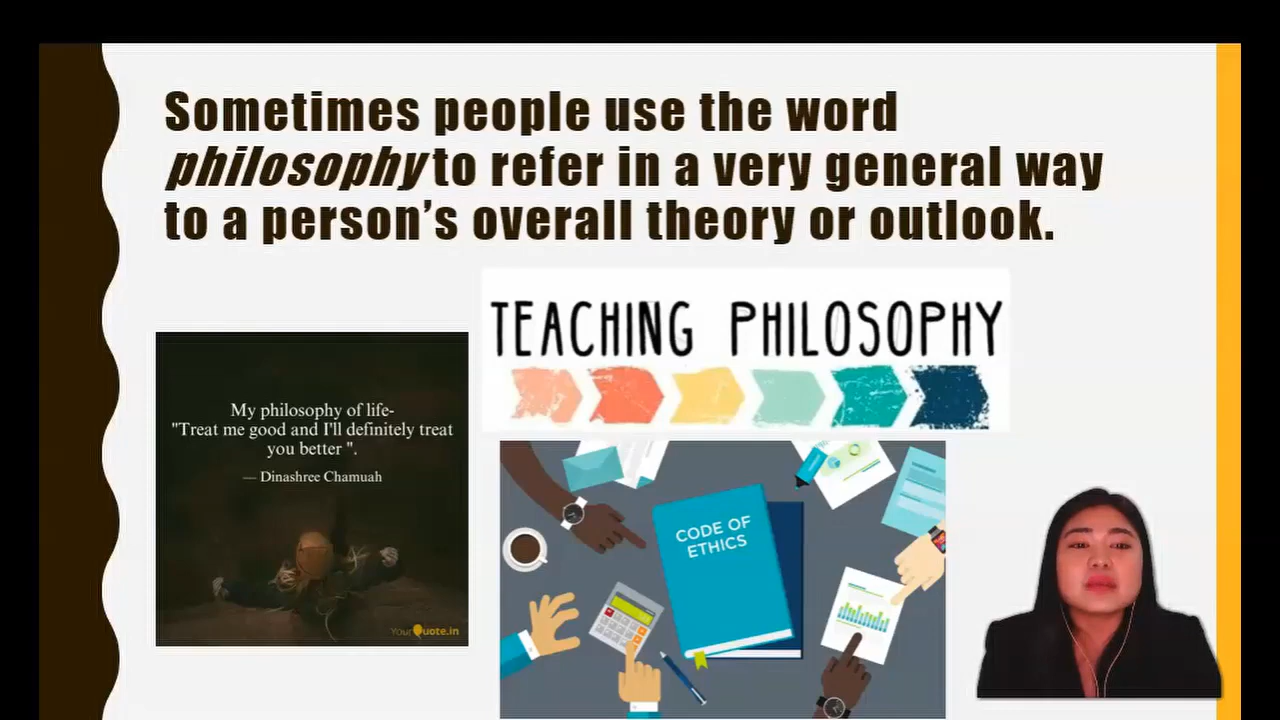 Sometimes people use the word
philosophy to refer in a very general way
to a person’s overall theory or outlook.
TEACHING PHILOSOPHY
My philosophy of life-
"Treat me good and I'll definitely treat
you better ".
— Dinashree Chamuah
YourQuote.in
CODE OF
ETHICS